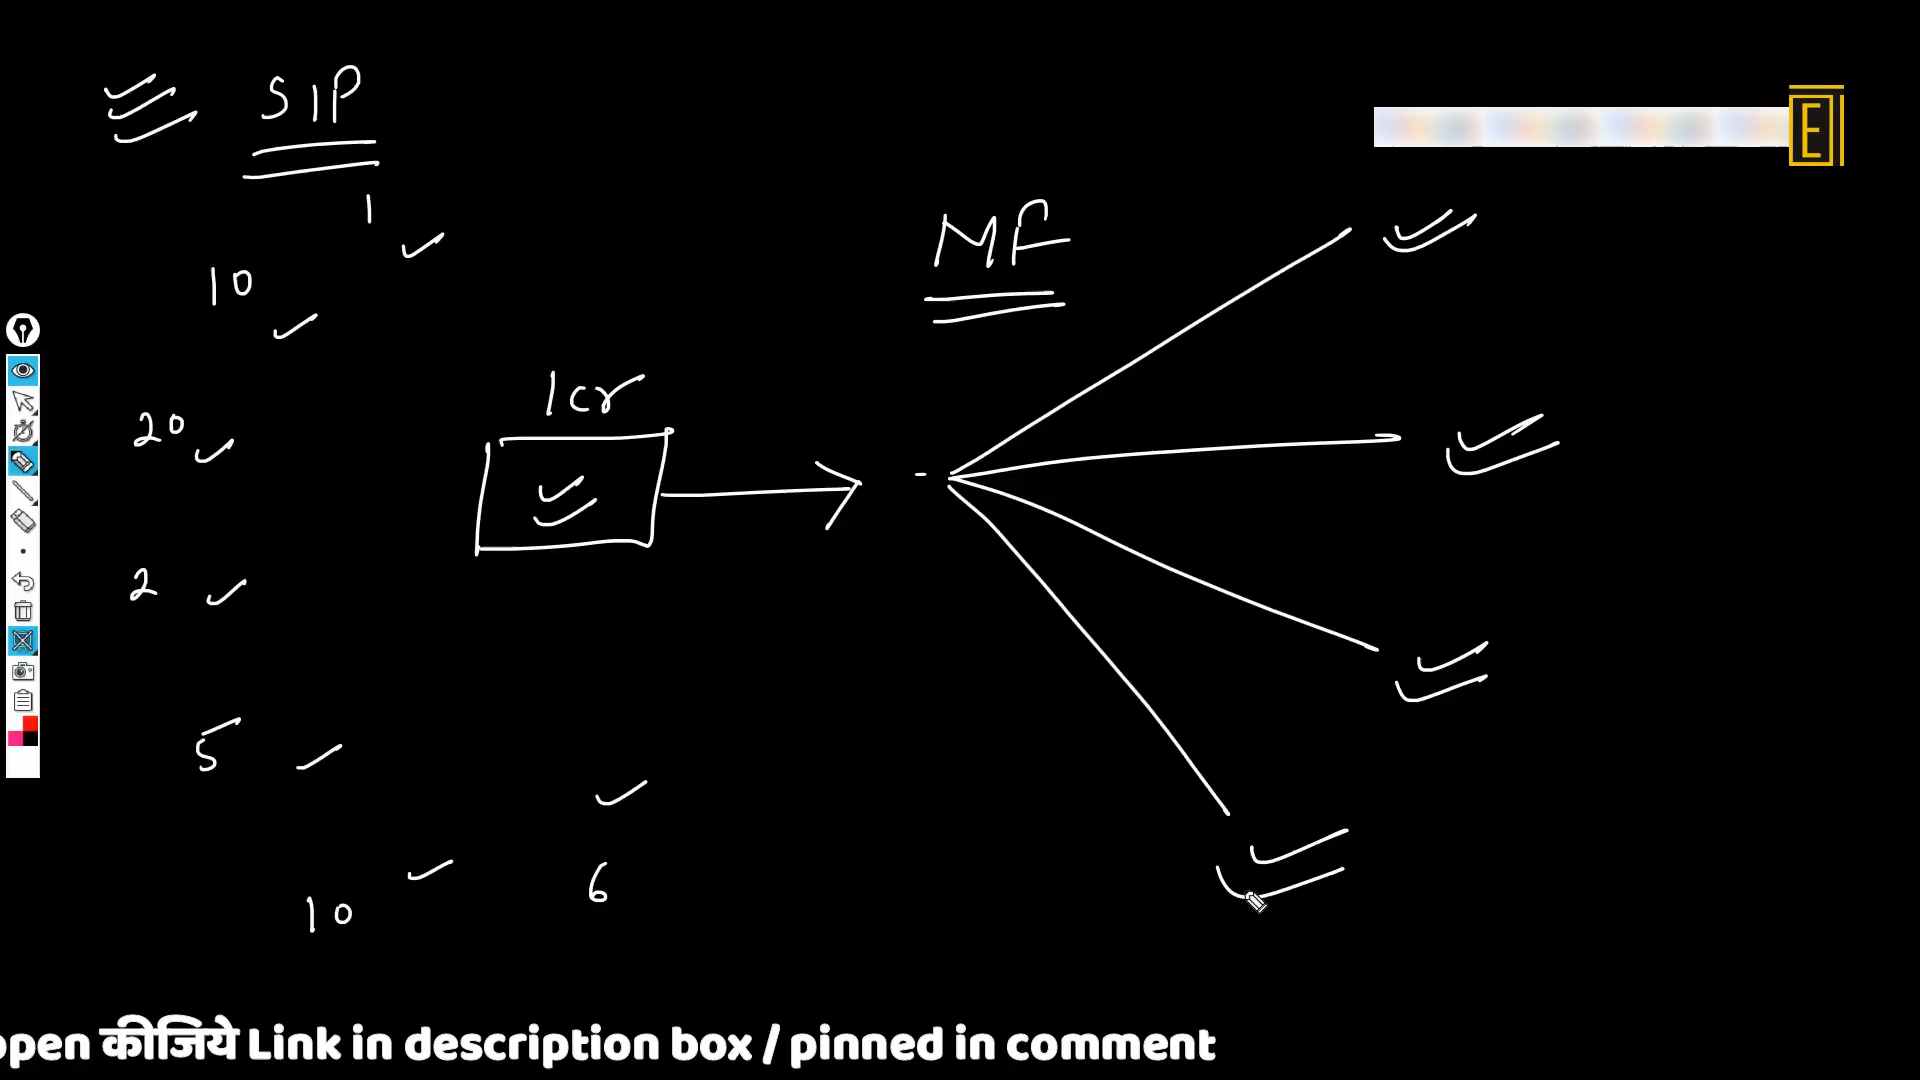 SIP
E
1
MF
10
1cr
20
2
5
6
10
open कीजिये Link in description box / pinned in comment